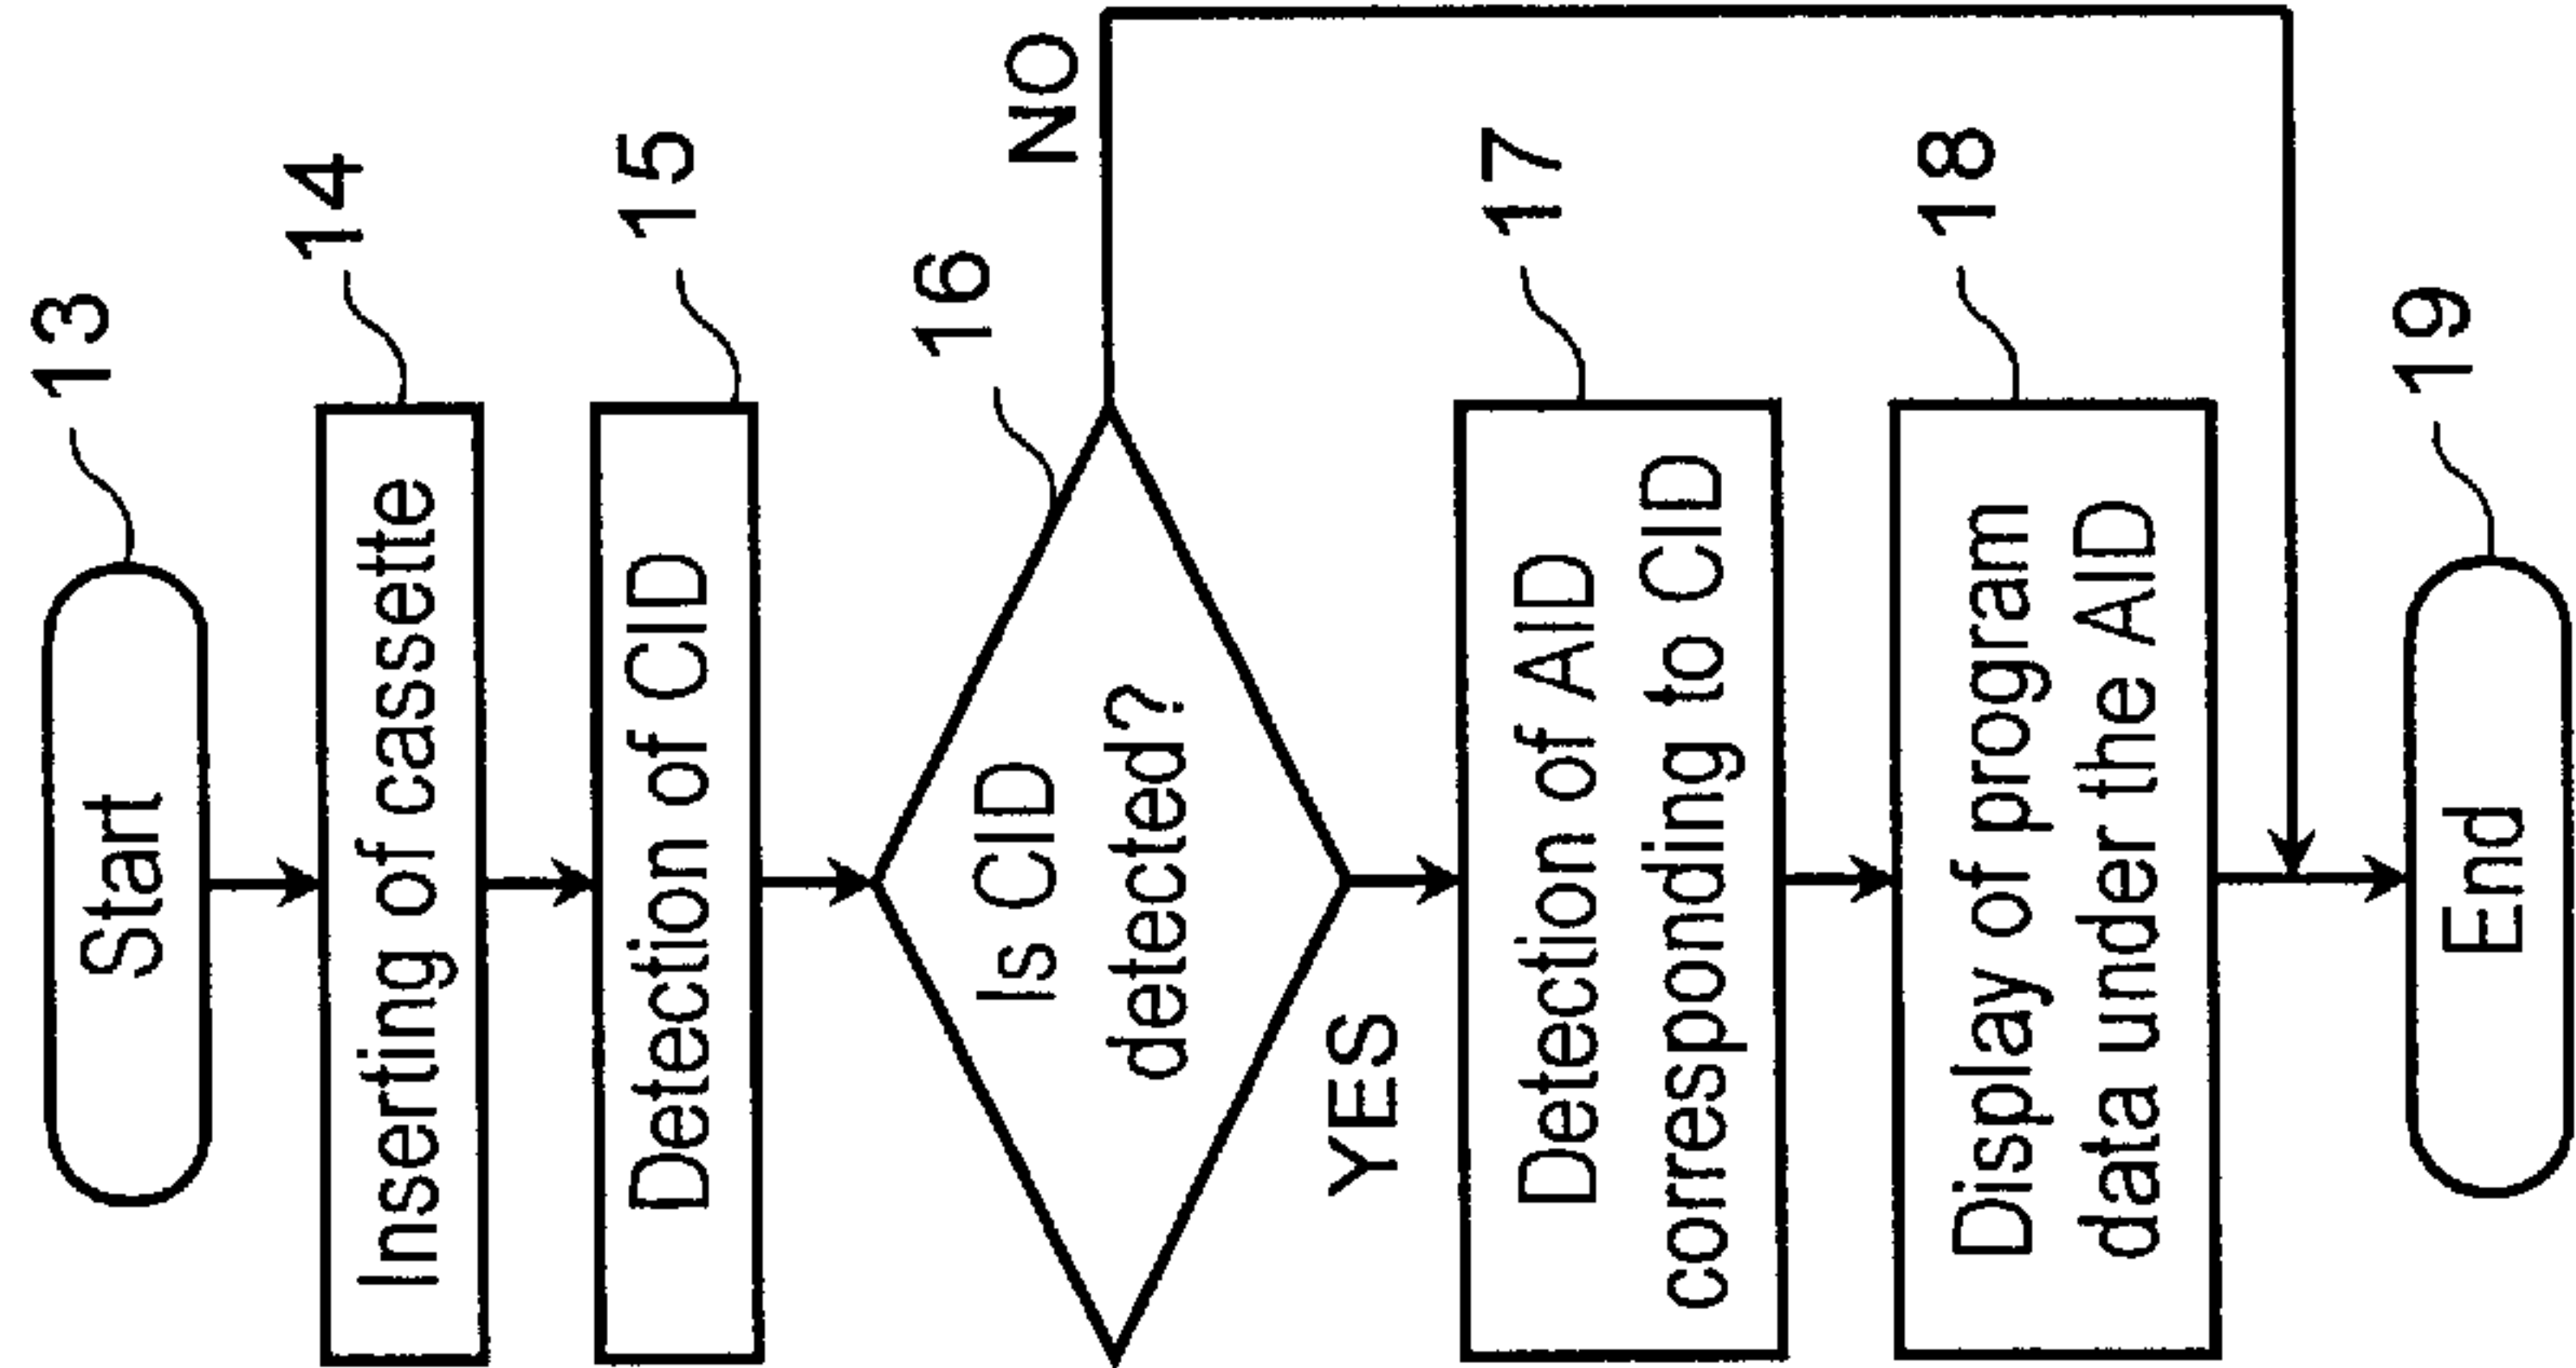 13
Start
14
Inserting of cassette
15
Detection of CID
16
Is CID
detected?
NO
YES
17
Detection of AID
corresponding to CID
18
Display of program
data under the AID
19
End